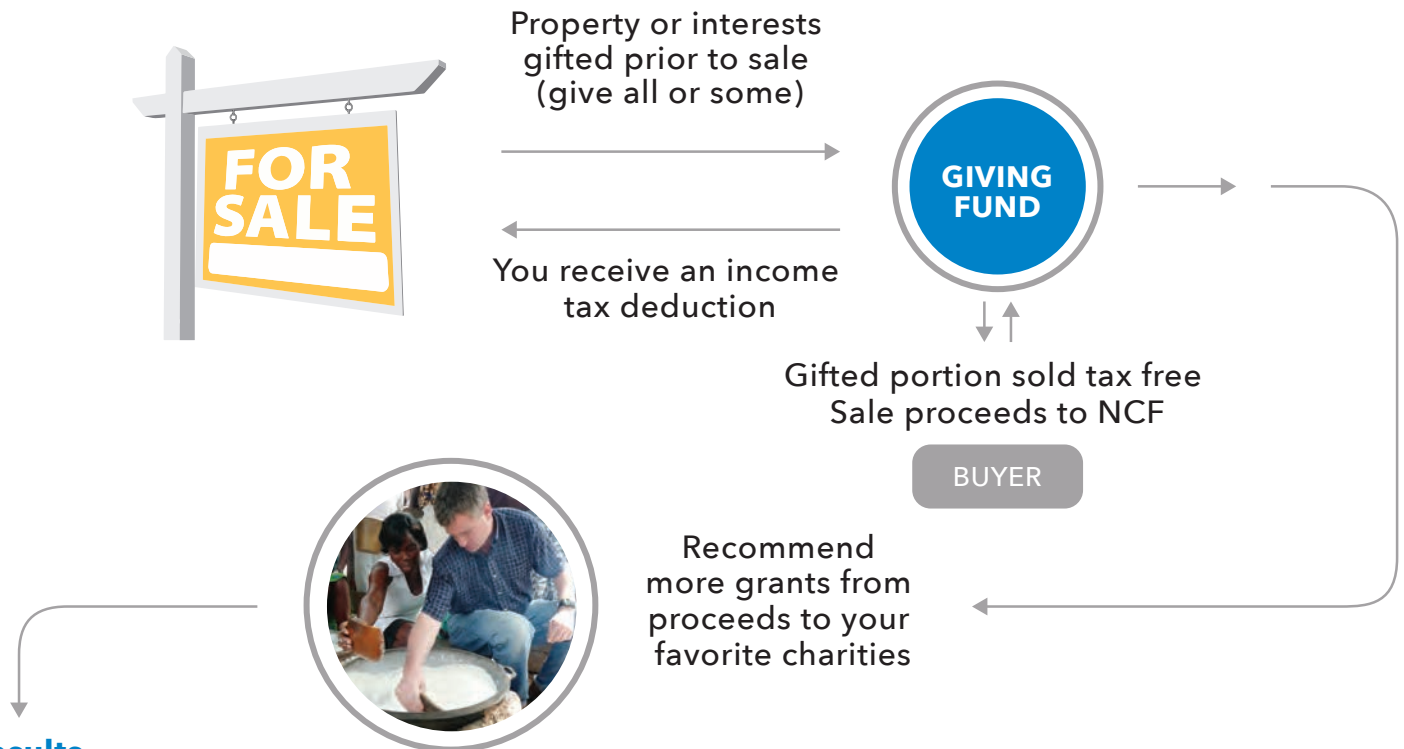 Property or interests
gifted prior to sale
(give all or some)
FOR
SALE
GIVING
FUND
You receive an income
tax deduction
Gifted portion sold tax free
Sale proceeds to NCF
BUYER
Recommend
more grants from
proceeds to your
favorite charities